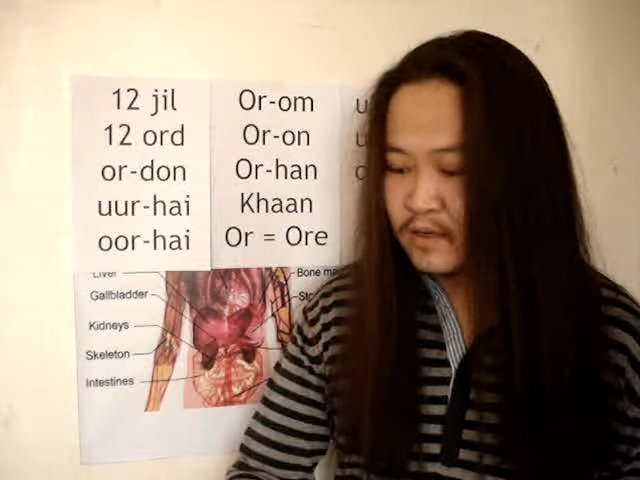 12 jil
12 ord
or-don
uur-hai
oor-hai
Or-om
Or-on
Or-han
Khaan
Or = Ore
Liver
Gallbladder
Kidneys
Skeleton
Intestines
Bone